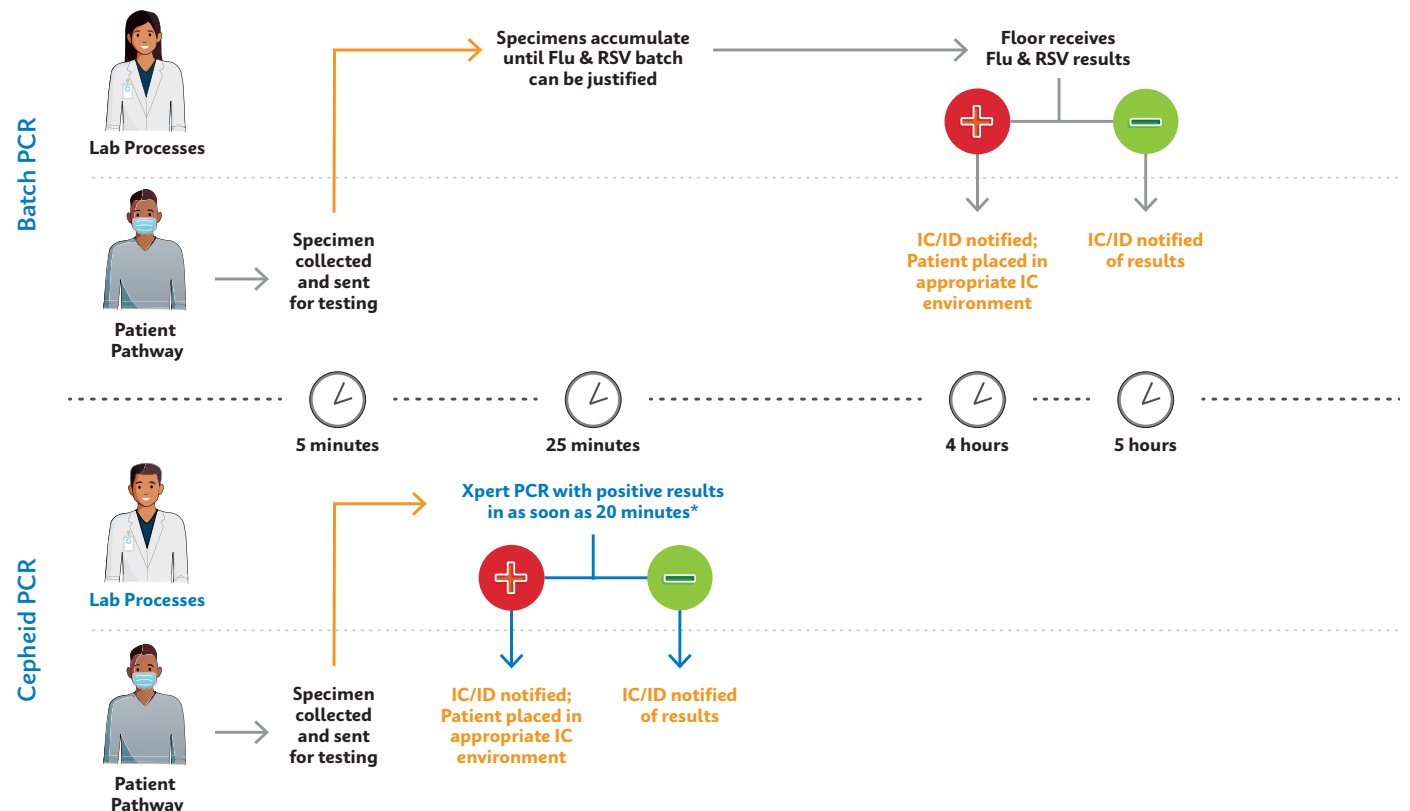 Batch PCR
Lab Processes
Specimens accumulate
until Flu & RSV batch
can be justified
Floor receives
Flu & RSV results
Patient
Pathway
Specimen
collected
and sent
for testing
IC/ID notified;
Patient placed in
appropriate IC
environment
IC/ID notified
of results
5 minutes
25 minutes
4 hours
5 hours
Cepheid PCR
Lab Processes
Xpert PCR with positive results
in as soon as 20 minutes*
Patient
Pathway
Specimen
collected
and sent
for testing
IC/ID notified;
Patient placed in
appropriate IC
environment
IC/ID notified
of results